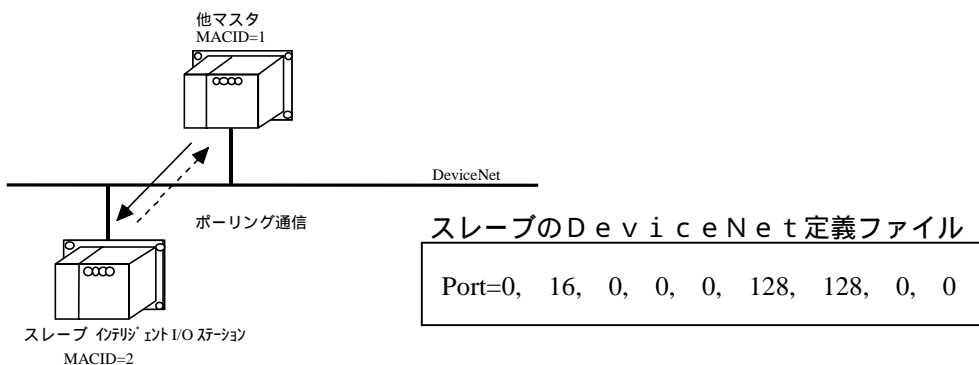 他マスタ
MACID=1
DeviceNet
ポーリング通信
スレーブのＤｅｖｉｃｅＮｅｔ定義ファイル
Port=0, 16, 0, 0, 0, 128, 128, 0, 0
スレーブ ｲﾝﾃﾘｼﾞｪﾝﾄ I/O ｽﾃｰｼｮﾝ
MACID=2